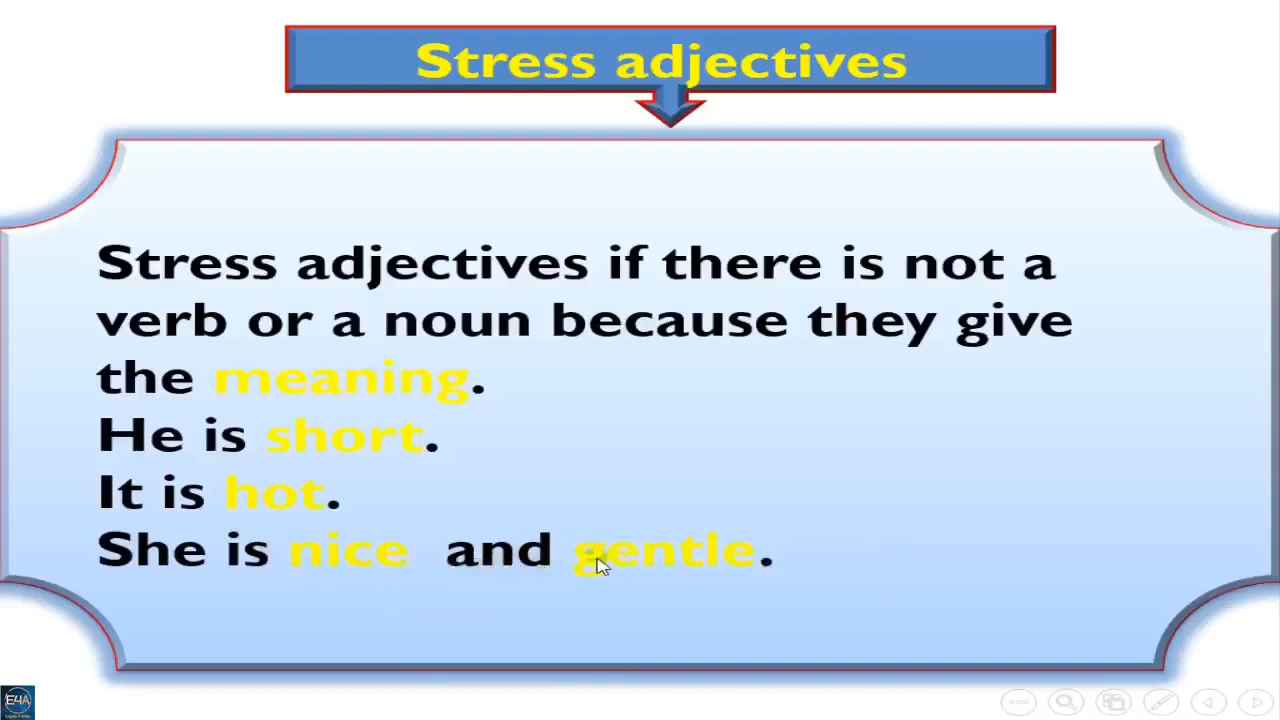 Stress adjectives
Stress adjectives if there is not a
verb or a noun because they give
the meaning.
He is short.
It is hot.
She is nice and gentle.
E4A